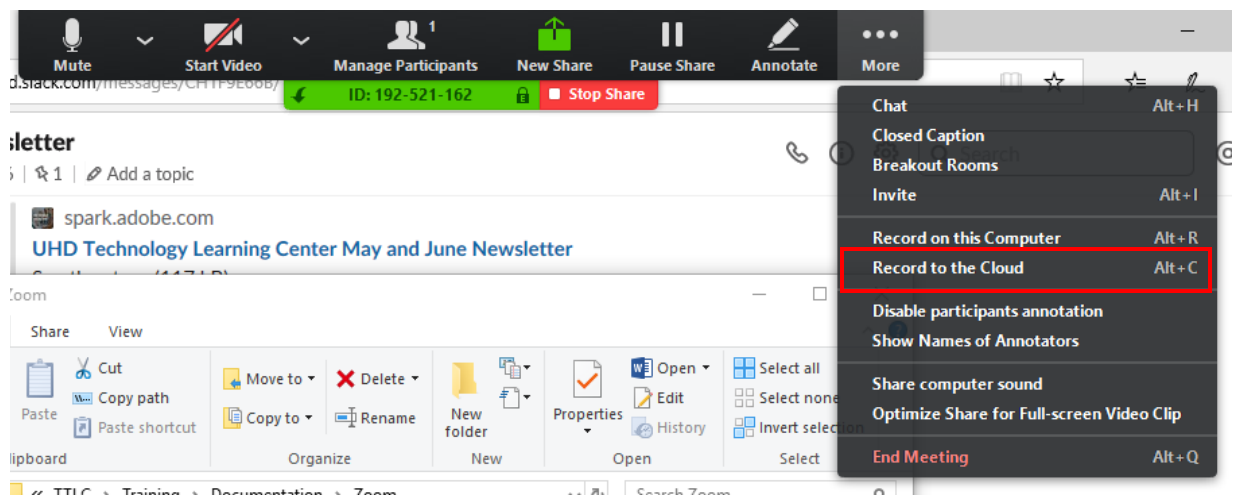 1
Mute Start Video Manage Participants New Share Pause Share Annotate More
d.slack.com/messages/CH1F9E66B/
ID: 192-521-162 Stop Share
Chat Alt+H
Closed Caption
Breakout Rooms
Invite Alt+I
Record on this Computer Alt+R
Record to the Cloud Alt+C
Disable participants annotation
Show Names of Annotators
Share computer sound
Optimize Share for Full-screen Video Clip
End Meeting Alt+Q
sletter
1 | Add a topic
Search
spark.adobe.com
UHD Technology Learning Center May and June Newsletter
Zoom
Share View
Cut
Copy path
Paste
Paste shortcut
lipboard
Move to
Copy to
Delete
Rename
Organize
New folder
New
Properties
Open
Edit
History
Open
Select all
Select none
Invert selection
Select
« TTLC > Training > Documentation > Zoom
Search Zoom